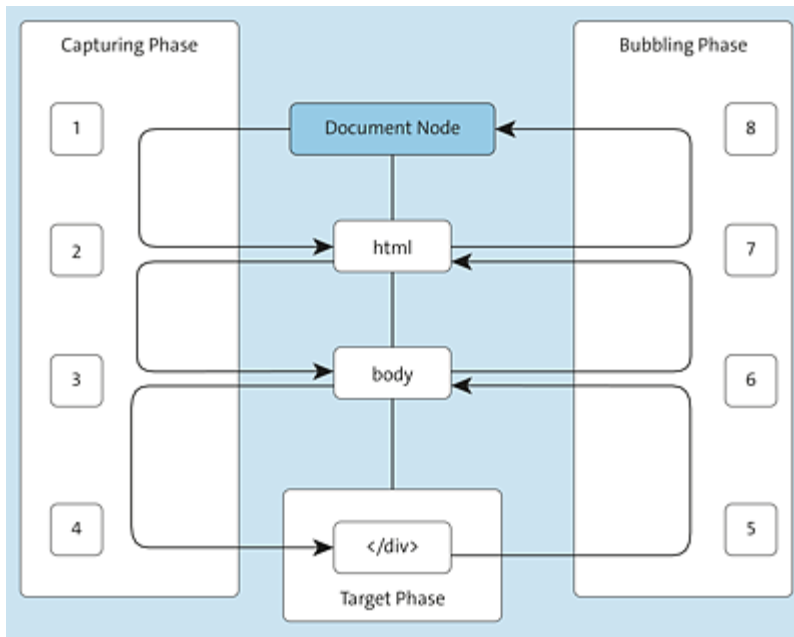 Capturing Phase
Bubbling Phase
1
Document Node
8
2
html
7
3
body
6
4
</div>
5
Target Phase